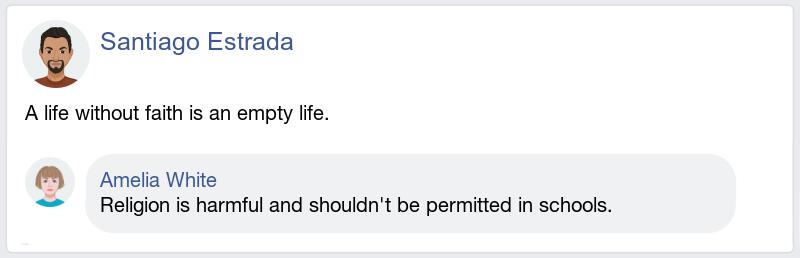 Santiago Estrada
A life without faith is an empty life.
Amelia White
Religion is harmful and shouldn't be permitted in schools.